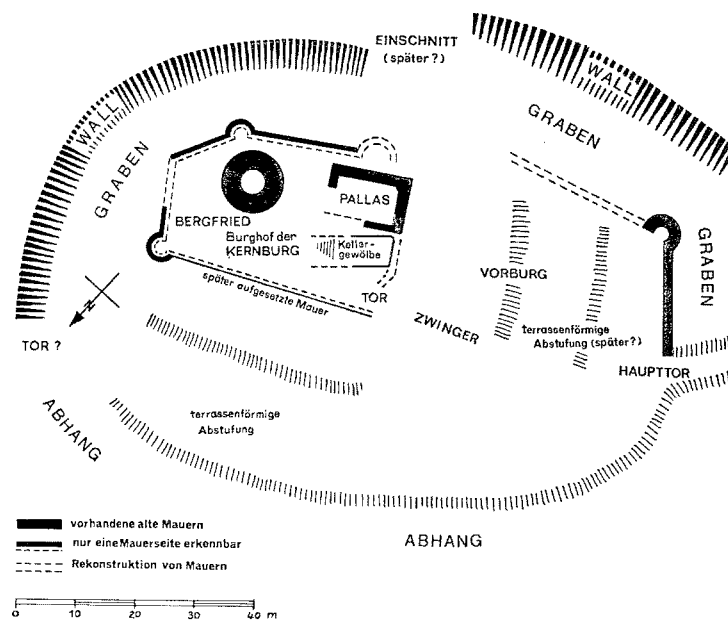 EINSCHNITT
(später?)
WALL
WALL
GRABEN
GRABEN
GRABEN
PALLAS
BERGFRIED
Burghof der
KERNBURG
Keller-
gewölbe
VORBURG
später aufgesetzte Mauer
TOR
ZWINGER
terrassenförmige
Abstufung (später?)
N
TOR ?
HAUPTTOR
ABHANG
terrassenförmige
Abstufung
ABHANG
vorhandene alte Mauern
nur eine Mauerseite erkennbar
Rekonstruktion von Mauern
0 10 20 30 40 m